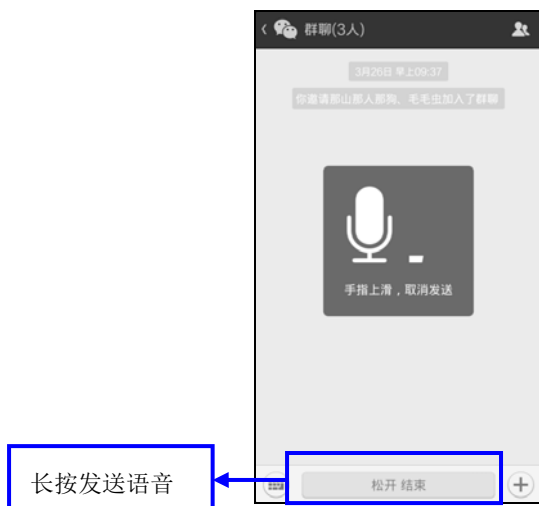 群聊(3人)
3月26日 早上09:37
你邀请那山那人那狗、毛毛虫加入了群聊
手指上滑，取消发送
松开 结束
长按发送语音